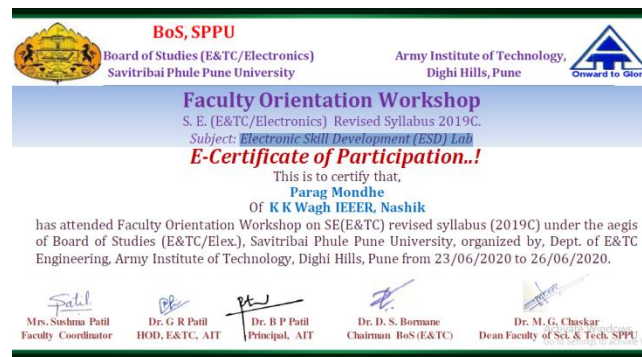 BoS, SPPU
Board of Studies (E&TC/Electronics)
Savitribai Phule Pune University
Army Institute of Technology,
Dighi Hills, Pune
Onward to Glor
Faculty Orientation Workshop
S. E. (E&TC/Electronics) Revised Syllabus 2019C.
Subject: Electronic Skill Development (ESD) Lab
E-Certificate of Participation..!
This is to certify that,
Parag Mondhe
Of K K Wagh IEEER, Nashik
has attended Faculty Orientation Workshop on SE(E&TC) revised syllabus (2019C) under the aegis
of Board of Studies (E&TC/Elex.), Savitribai Phule Pune University, organized by, Dept. of E&TC
Engineering, Army Institute of Technology, Dighi Hills, Pune from 23/06/2020 to 26/06/2020.
Mrs. Sushma Patil
Faculty Coordinator
Dr. G R Patil
HOD, E&TC, AIT
Dr. B P Patil
Principal, AIT
Dr. D. S. Bormane
Chairman BoS (E&TC)
Dr. M. G. Chaskar
Dean Faculty of Sci. & Tech. SPPU
Activate Windows